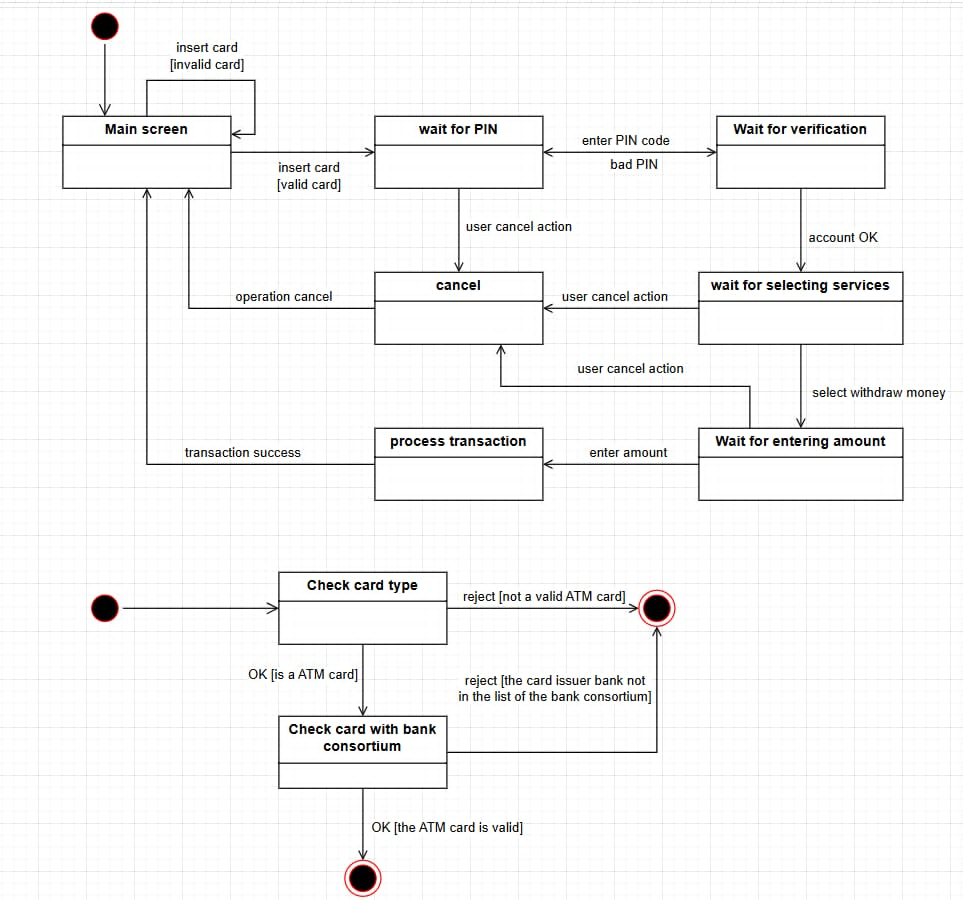 insert card
[invalid card]
Main screen
wait for PIN
Wait for verification
enter PIN code
bad PIN
insert card
[valid card]
user cancel action
account OK
cancel
wait for selecting services
operation cancel
user cancel action
user cancel action
select withdraw money
process transaction
Wait for entering amount
transaction success
enter amount
Check card type
reject [not a valid ATM card]
OK [is a ATM card]
reject [the card issuer bank not
in the list of the bank consortium]
Check card with bank
consortium
OK [the ATM card is valid]